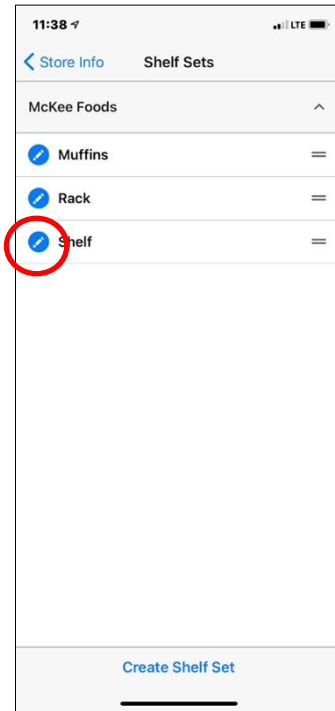 11:38 LTE
Store Info Shelf Sets
McKee Foods
Muffins
Rack
Shelf
Create Shelf Set